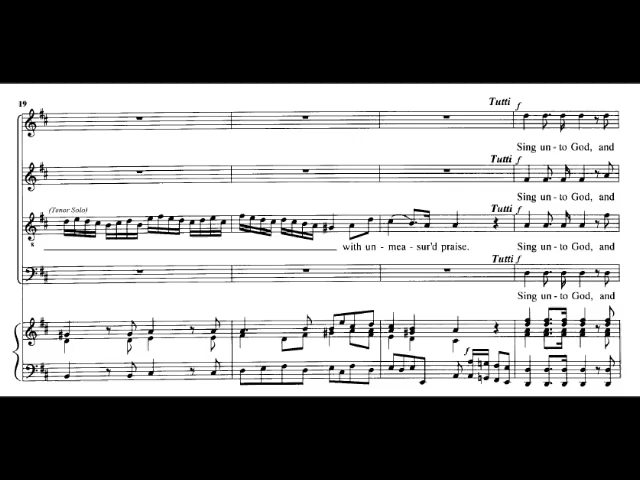 19
Tutti f
Sing un - to God, and
Tutti f
Sing un - to God, and
(Tenor Solo)
Tutti f
with un - mea - sur'd praise. Sing un - to God, and
8
Tutti f
Sing un - to God, and
f